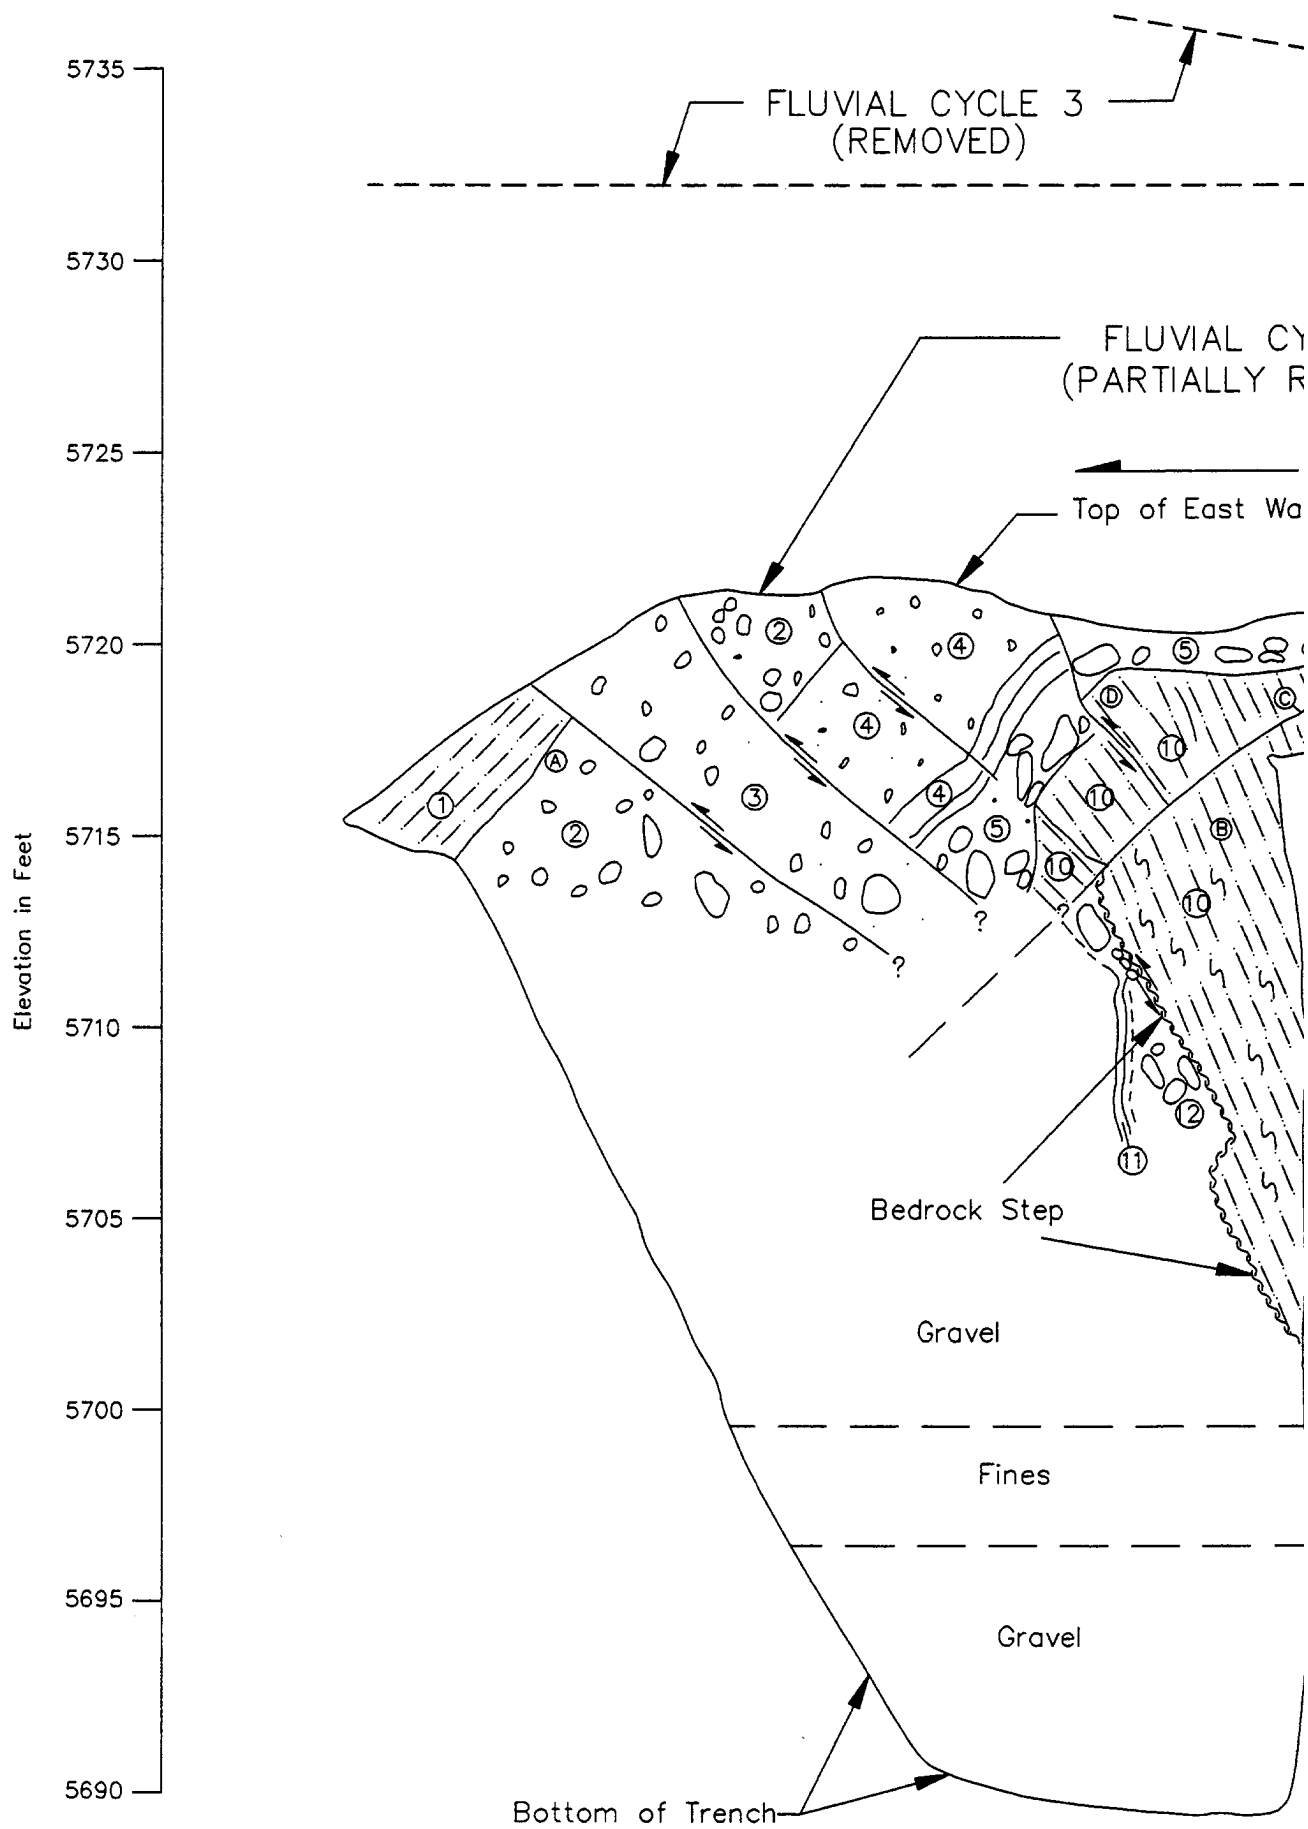 5735
FLUVIAL CYCLE 3
(REMOVED)
5730
FLUVIAL CY
(PARTIALLY R
5725
Top of East Wa
5720
2
4
5
D
C
4
10
A
1
3
4
10
5
B
5715
2
10
10
?
?
?
Elevation in Feet
5710
12
11
5705
Bedrock Step
Gravel
5700
Fines
5695
Gravel
5690
Bottom of Trench